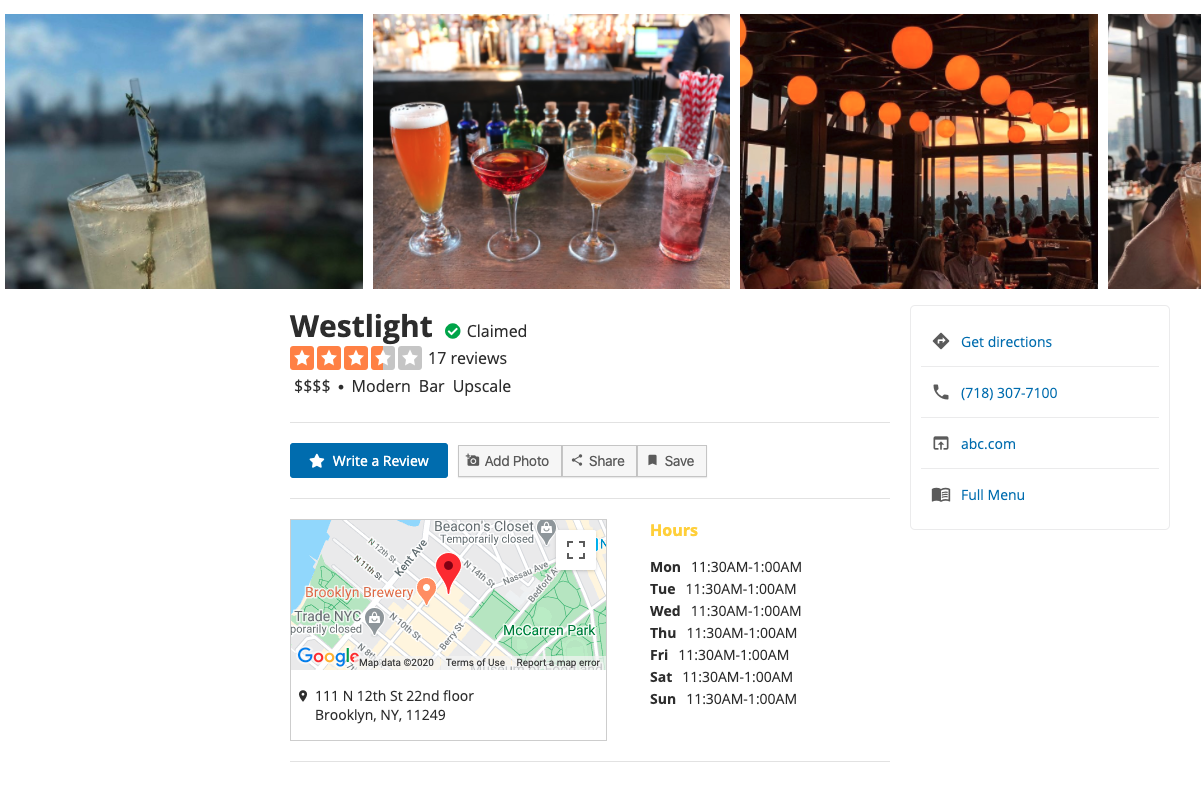 Westlight Claimed
17 reviews
$$$$ • Modern Bar Upscale
Write a Review
Add Photo
Share
Save
Get directions
(718) 307-7100
abc.com
Full Menu
Beacon's Closet
Temporarily closed
N 12th St
N 11th St
Kent Ave
N 14th St
Nassau Ave
Bedford A
N
Brooklyn Brewery
Trade NYC
porarily closed
N 10th St
N 8th
Berry St
McCarren Park
Google
Map data ©2020 Terms of Use Report a map error
111 N 12th St 22nd floor
Brooklyn, NY, 11249
Hours
Mon 11:30AM-1:00AM
Tue 11:30AM-1:00AM
Wed 11:30AM-1:00AM
Thu 11:30AM-1:00AM
Fri 11:30AM-1:00AM
Sat 11:30AM-1:00AM
Sun 11:30AM-1:00AM